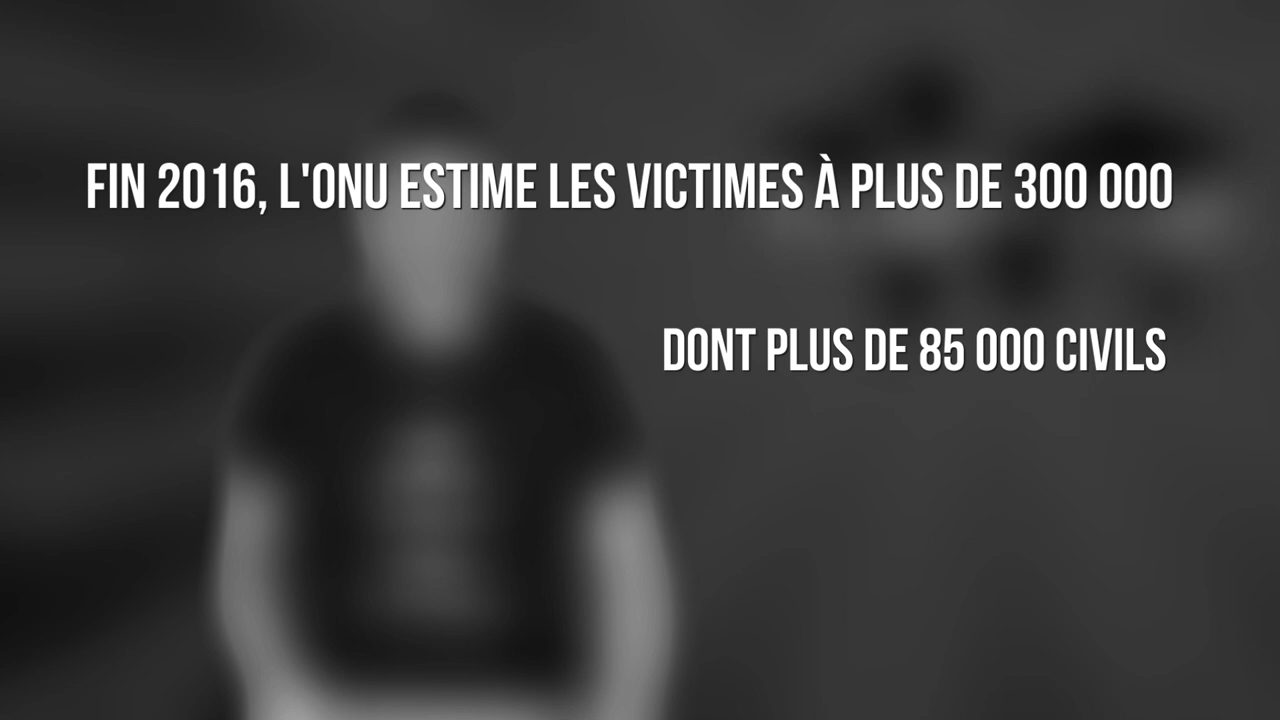 FIN 2016, L'ONU ESTIME LES VICTIMES À PLUS DE 300 000
DONT PLUS DE 85 000 CIVILS